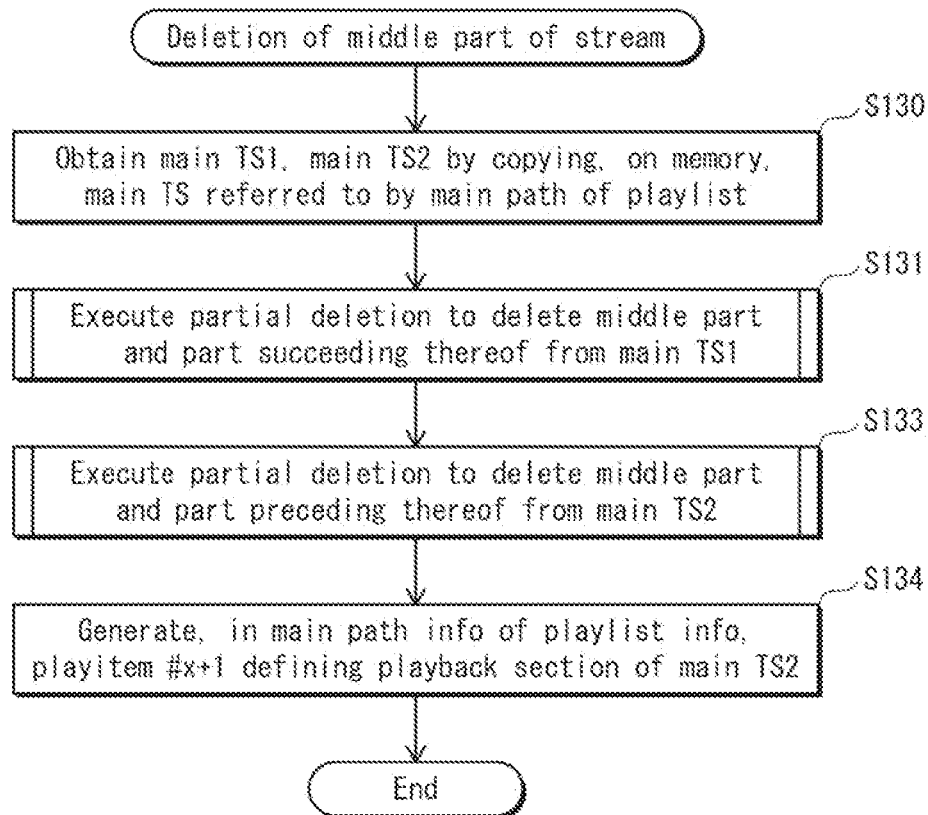 Deletion of middle part of stream
S130
Obtain main TS1, main TS2 by copying, on memory,
main TS referred to by main path of playlist
S131
Execute partial deletion to delete middle part
and part succeeding thereof from main TS1
S133
Execute partial deletion to delete middle part
and part preceding thereof from main TS2
S134
Generate, in main path info of playlist info,
playitem #x+1 defining playback section of main TS2
End